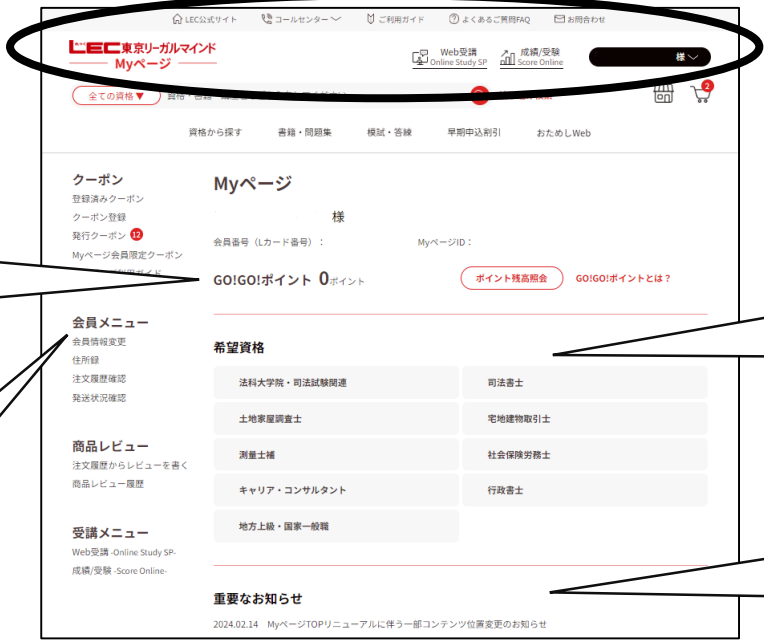 LEC公式サイト コールセンター ご利用ガイド よくあるご質問FAQ お問合わせ
LEC東京リーガルマインド
Myページ
Web受講
Online Study SP
成績/受験
Score Online
様
全ての資格▼
2
資格から探す 書籍・問題集 模試・答練 早期申込割引 おためしWeb
クーポン
登録済みクーポン
クーポン登録
発行クーポン 12
Myページ会員限定クーポン
会員メニュー
会員情報変更
住所録
注文履歴確認
発送状況確認
商品レビュー
注文履歴からレビューを書く
商品レビュー履歴
受講メニュー
Web受講 -Online Study SP-
成績/受験 -Score Online-
Myページ
様
会員番号（Lカード番号）： MyページID：
GO!GO!ポイント 0ポイント ポイント残高照会 GO!GO!ポイントとは？
希望資格
法科大学院・司法試験関連 司法書士
土地家屋調査士 宅地建物取引士
測量士補 社会保険労務士
キャリア・コンサルタント 行政書士
地方上級・国家一般職
重要なお知らせ
2024.02.14 MyページTOPリニューアルに伴う一部コンテンツ位置変更のお知らせ